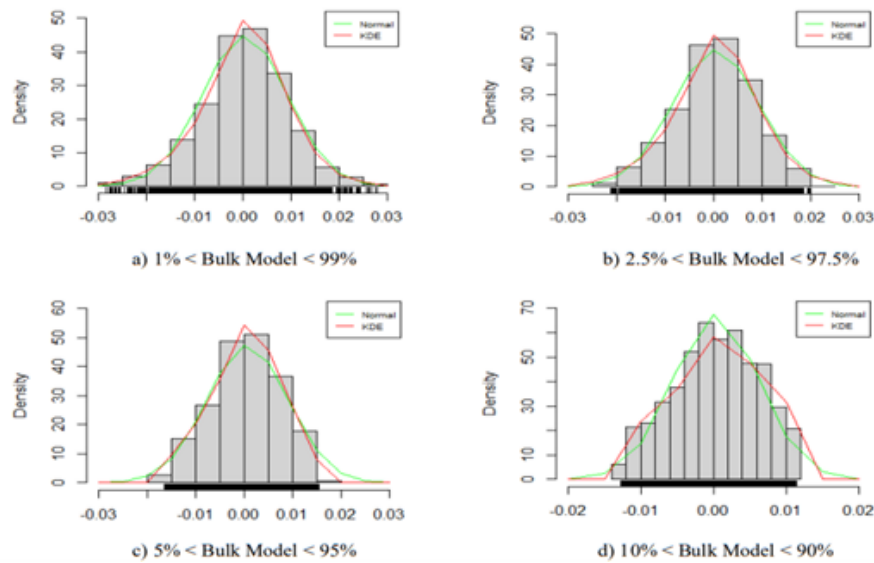 Normal
KDE
Density
50
40
30
20
10
0
-0.03
-0.01
0.00
0.01
0.02
0.03
a) 1% < Bulk Model < 99%
Normal
KDE
Density
50
40
30
20
10
0
-0.03
-0.01
0.00
0.01
0.02
0.03
b) 2.5% < Bulk Model < 97.5%
Normal
KDE
Density
60
50
40
30
20
10
0
-0.03
-0.01
0.00
0.01
0.02
0.03
c) 5% < Bulk Model < 95%
Normal
KDE
Density
70
50
30
10
0
-0.02
-0.01
0.00
0.01
0.02
d) 10% < Bulk Model < 90%